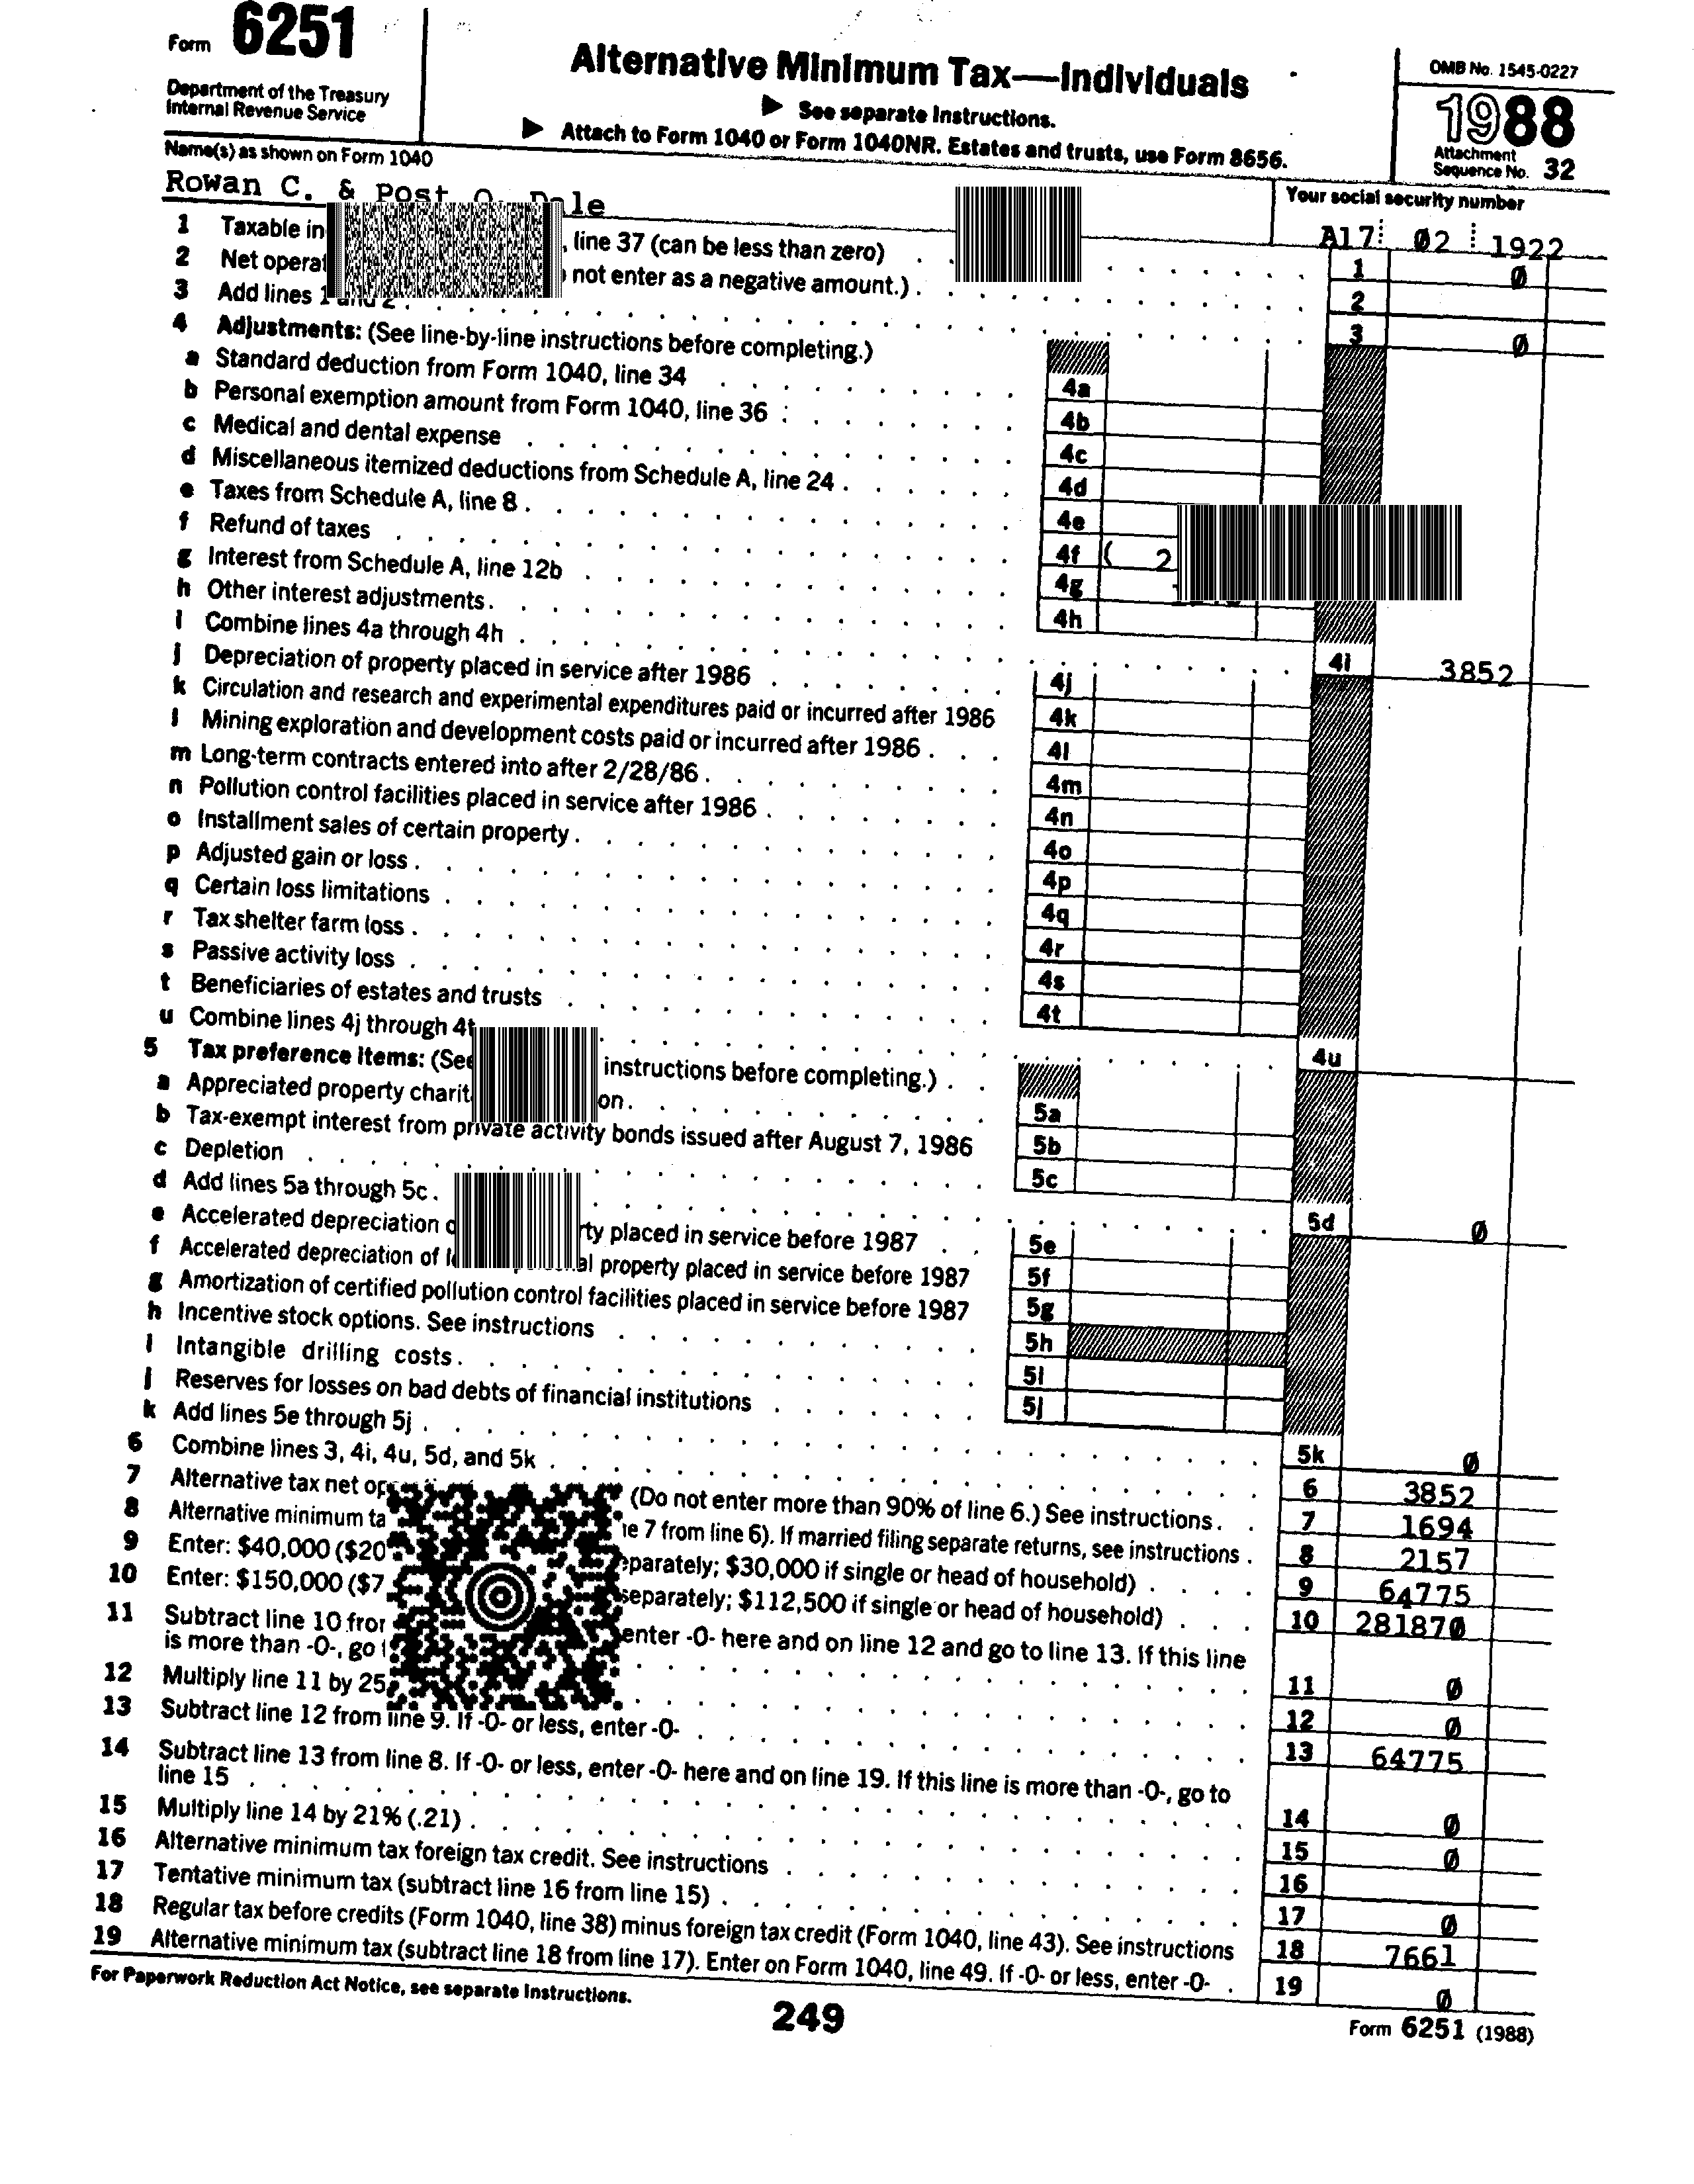 Form 6251
Department of the Treasury
Internal Revenue Service
Alternative Minimum Tax—Individuals
▶ See separate Instructions.
▶ Attach to Form 1040 or Form 1040NR. Estates and trusts, use Form 8656.
OMB No. 1545-0227
1988
Attachment
Sequence No. 32
Name(s) as shown on Form 1040
Rowan C. & Post O. Dale
Your social security number
A17 02 1922
1 Taxable , line 37 (can be less than zero) 1 0
2 Net not enter as a negative amount.) 2
3 Add lines 1 and 2 3 0
4 Adjustments: (See line-by-line instructions before completing.)
a Standard deduction from Form 1040, line 34 4a
b Personal exemption amount from Form 1040, line 36 4b
c Medical and dental expense 4c
d Miscellaneous itemized deductions from Schedule A, line 24 4d
e Taxes from Schedule A, line 8 4e
f Refund of taxes 4f ( 2
g Interest from Schedule A, line 12b 4g
h Other interest adjustments 4h
i Combine lines 4a through 4h 4i 3852
j Depreciation of property placed in service after 1986 4j
k Circulation and research and experimental expenditures paid or incurred after 1986 4k
l Mining exploration and development costs paid or incurred after 1986 4l
m Long-term contracts entered into after 2/28/86 4m
n Pollution control facilities placed in service after 1986 4n
o Installment sales of certain property 4o
p Adjusted gain or loss 4p
q Certain loss limitations 4q
r Tax shelter farm loss 4r
s Passive activity loss 4s
t Beneficiaries of estates and trusts 4t
u Combine lines 4j through 4t 4u
5 Tax preference items: (See instructions before completing.)
a Appreciated property 5a
b Tax-exempt interest from private activity bonds issued after August 7, 1986 5b
c Depletion 5c
d Add lines 5a through 5c 5d 0
e Accelerated depreciation placed in service before 1987 5e
f Accelerated depreciation of property placed in service before 1987 5f
g Amortization of certified pollution control facilities placed in service before 1987 5g
h Incentive stock options. See instructions 5h
i Intangible drilling costs 5i
j Reserves for losses on bad debts of financial institutions 5j
k Add lines 5e through 5j 5k 0
6 Combine lines 3, 4i, 4u, 5d, and 5k 6 3852
7 Alternative tax net (Do not enter more than 90% of line 6.) See instructions 7 1694
8 Alternative minimum 7 from line 6). If married filing separate returns, see instructions 8 2157
9 Enter: $40,000 ($20 separately; $30,000 if single or head of household) 9 64775
10 Enter: $150,000 ($7 separately; $112,500 if single or head of household) 10 281870
11 Subtract line 10 enter -0- here and on line 12 and go to line 13. If this line
is more than -0-, go 11 0
12 Multiply line 11 by 25 12 0
13 Subtract line 12 from line 9. If -0- or less, enter -0- 13 64775
14 Subtract line 13 from line 8. If -0- or less, enter -0- here and on line 19. If this line is more than -0-, go to
line 15 14 0
15 Multiply line 14 by 21% (.21) 15 0
16 Alternative minimum tax foreign tax credit. See instructions 16
17 Tentative minimum tax (subtract line 16 from line 15) 17 0
18 Regular tax before credits (Form 1040, line 38) minus foreign tax credit (Form 1040, line 43). See instructions 18 7661
19 Alternative minimum tax (subtract line 18 from line 17). Enter on Form 1040, line 49. If -0- or less, enter -0- 19 0
For Paperwork Reduction Act Notice, see separate Instructions.
249
Form 6251 (1988)